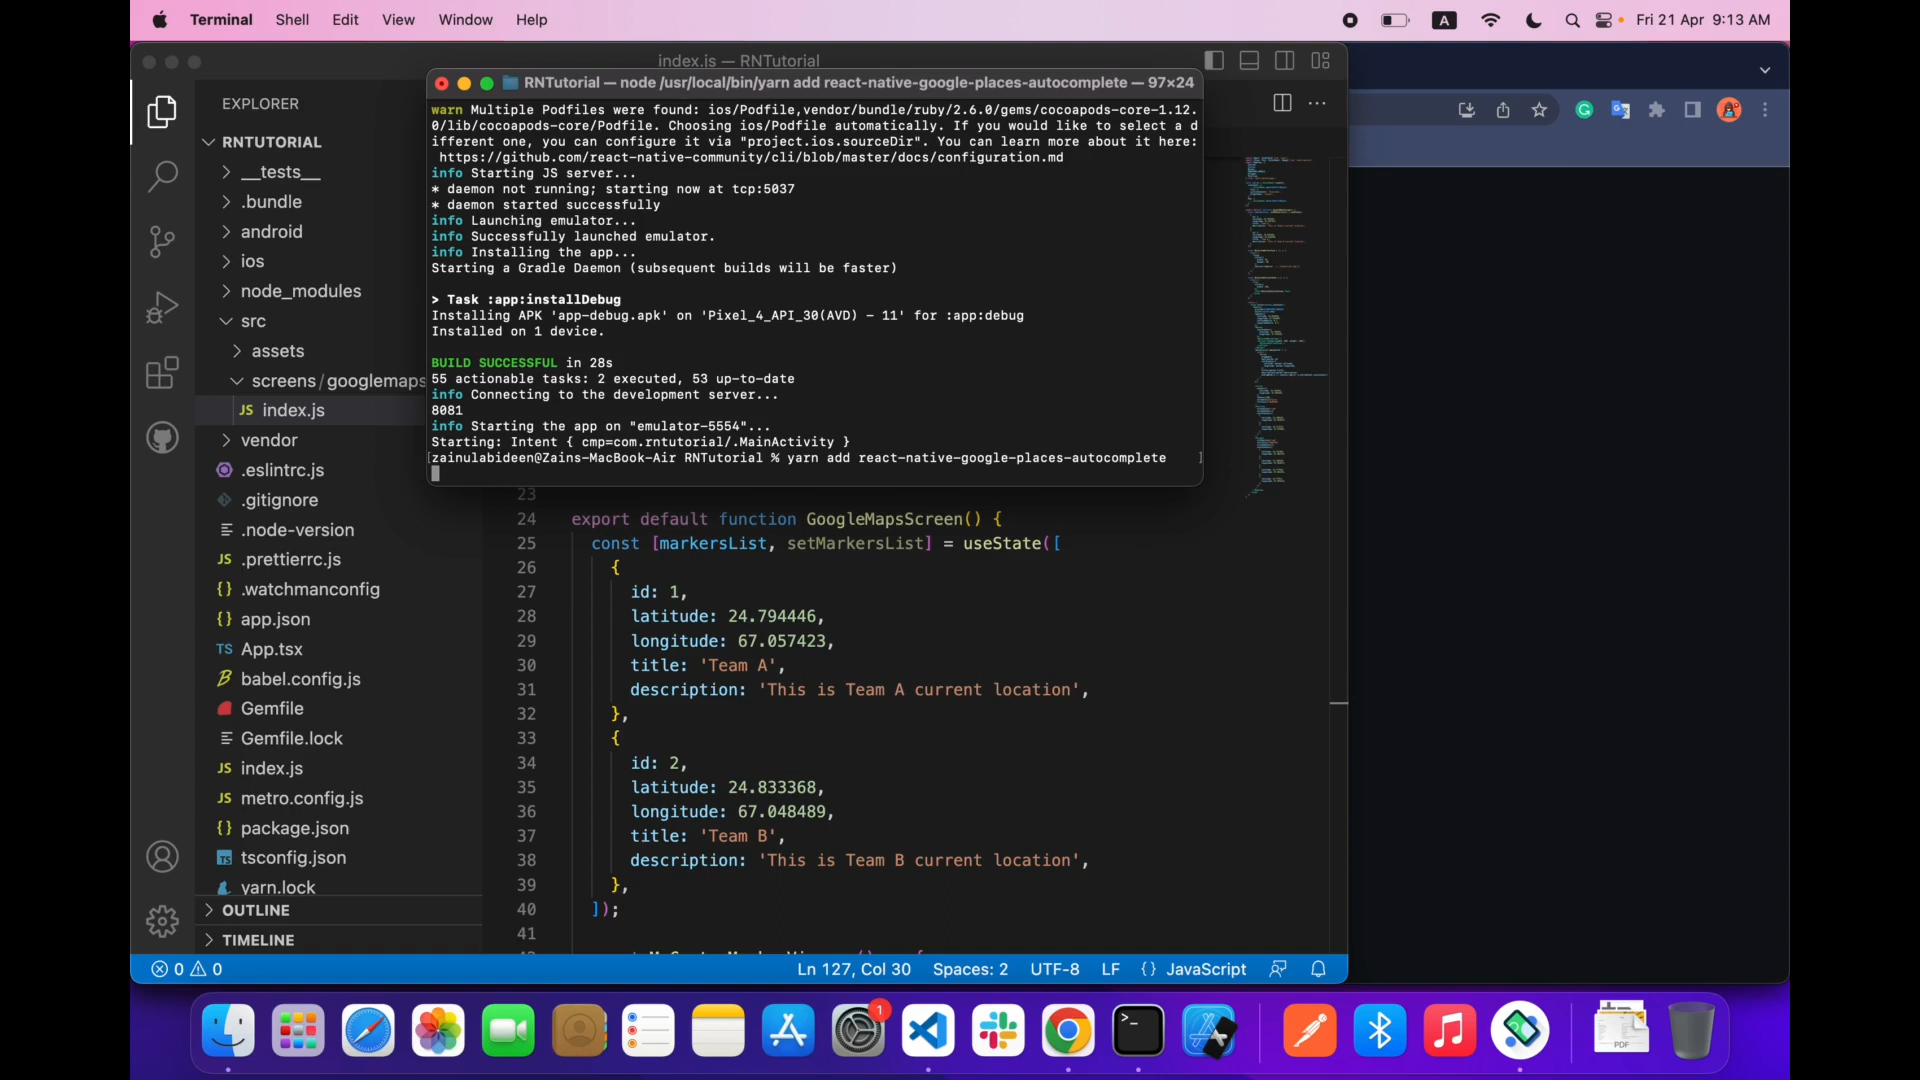 Terminal Shell Edit View Window Help
A Fri 21 Apr 9:13 AM
index.js — RNTutorial
RNTutorial — node /usr/local/bin/yarn add react-native-google-places-autocomplete — 97×24
warn Multiple Podfiles were found: ios/Podfile,vendor/bundle/ruby/2.6.0/gems/cocoapods-core-1.12.
0/lib/cocoapods-core/Podfile. Choosing ios/Podfile automatically. If you would like to select a d
ifferent one, you can configure it via "project.ios.sourceDir". You can learn more about it here:
https://github.com/react-native-community/cli/blob/master/docs/configuration.md
info Starting JS server...
* daemon not running; starting now at tcp:5037
* daemon started successfully
info Launching emulator...
info Successfully launched emulator.
info Installing the app...
Starting a Gradle Daemon (subsequent builds will be faster)
> Task :app:installDebug
Installing APK 'app-debug.apk' on 'Pixel_4_API_30(AVD) - 11' for :app:debug
Installed on 1 device.
BUILD SUCCESSFUL in 28s
55 actionable tasks: 2 executed, 53 up-to-date
info Connecting to the development server...
8081
info Starting the app on "emulator-5554"...
Starting: Intent { cmp=com.rntutorial/.MainActivity }
[zainulabideen@Zains-MacBook-Air RNTutorial % yarn add react-native-google-places-autocomplete ]
EXPLORER
RNTUTORIAL
__tests__
.bundle
android
ios
node_modules
src
assets
screens/googlemaps
JS index.js
vendor
.eslintrc.js
.gitignore
.node-version
JS .prettierrc.js
{} .watchmanconfig
{} app.json
TS App.tsx
babel.config.js
Gemfile
Gemfile.lock
JS index.js
JS metro.config.js
{} package.json
TS tsconfig.json
yarn.lock
OUTLINE
TIMELINE
23
24 export default function GoogleMapsScreen() {
25 const [markersList, setMarkersList] = useState([
26 {
27 id: 1,
28 latitude: 24.794446,
29 longitude: 67.057423,
30 title: 'Team A',
31 description: 'This is Team A current location',
32 },
33 {
34 id: 2,
35 latitude: 24.833368,
36 longitude: 67.048489,
37 title: 'Team B',
38 description: 'This is Team B current location',
39 },
40 ]);
41
0 0 Ln 127, Col 30 Spaces: 2 UTF-8 LF {} JavaScript
1
>_
PDF